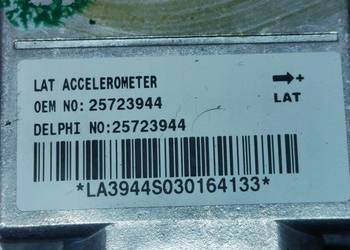 LAT ACCELEROMETER
OEM NO: 25723944
DELPHI NO:25723944
+
LAT
*LA3944S030164133*